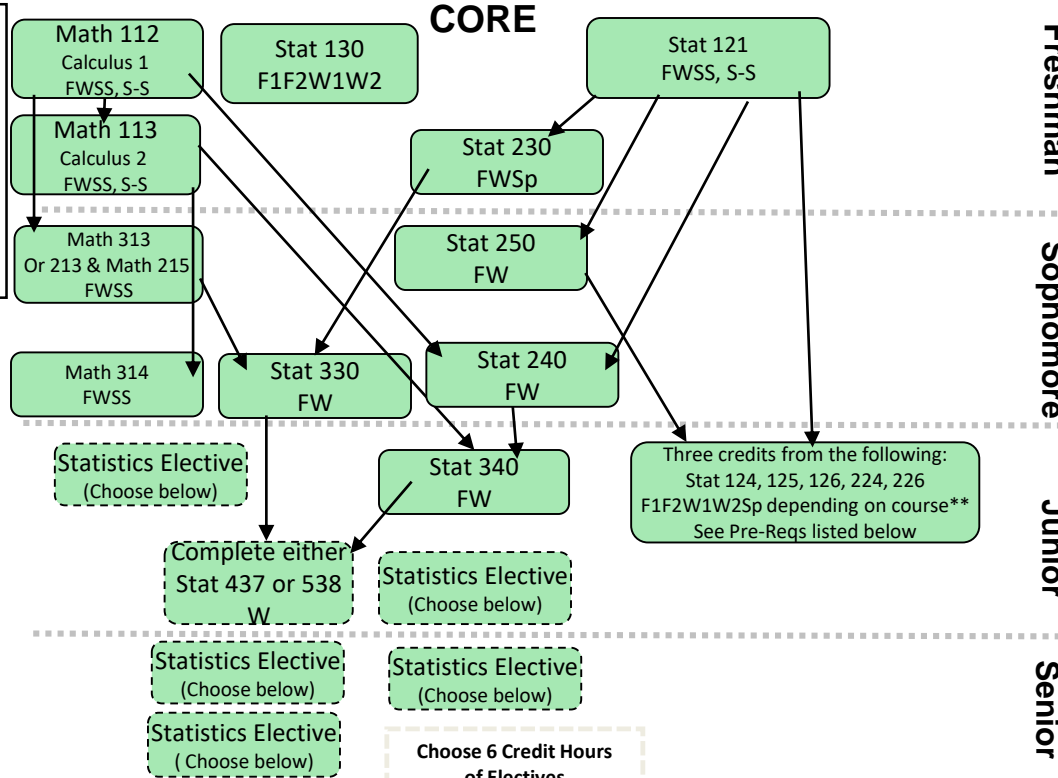 CORE
Math 112
Calculus 1
FWSS, S-S
Stat 130
F1F2W1W2
Stat 121
FWSS, S-S
Freshman
Math 113
Calculus 2
FWSS, S-S
Stat 230
FWSp
Math 313
Or 213 & Math 215
FWSS
Stat 250
FW
Sophomore
Math 314
FWSS
Stat 330
FW
Stat 240
FW
Statistics Elective
(Choose below)
Stat 340
FW
Three credits from the following:
Stat 124, 125, 126, 224, 226
F1F2W1W2Sp depending on course**
See Pre-Reqs listed below
Junior
Complete either
Stat 437 or 538
W
Statistics Elective
(Choose below)
Statistics Elective
(Choose below)
Statistics Elective
(Choose below)
Senior
Statistics Elective
( Choose below)
Choose 6 Credit Hours
of Electives